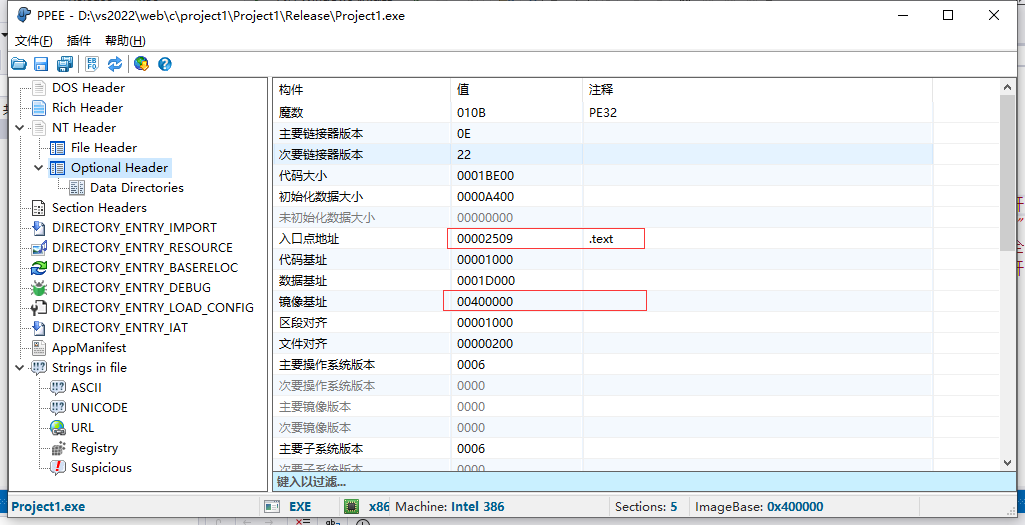 PPEE - D:\vs2022\web\c\project1\Project1\Release\Project1.exe
文件(F) 插件 帮助(H)
DOS Header
Rich Header
NT Header
File Header
Optional Header
Data Directories
Section Headers
DIRECTORY_ENTRY_IMPORT
DIRECTORY_ENTRY_RESOURCE
DIRECTORY_ENTRY_BASERELOC
DIRECTORY_ENTRY_DEBUG
DIRECTORY_ENTRY_LOAD_CONFIG
DIRECTORY_ENTRY_IAT
AppManifest
Strings in file
ASCII
UNICODE
URL
Registry
Suspicious
构件 值 注释
魔数 010B PE32
主要链接器版本 0E
次要链接器版本 22
代码大小 0001BE00
初始化数据大小 0000A400
未初始化数据大小 00000000
入口点地址 00002509 .text
代码基址 00001000
数据基址 0001D000
镜像基址 00400000
区段对齐 00001000
文件对齐 00000200
主要操作系统版本 0006
次要操作系统版本 0000
主要镜像版本 0000
次要镜像版本 0000
主要子系统版本 0006
次要子系统版本 0000
键入以过滤...
Project1.exe EXE x86 Machine: Intel 386 Sections: 5 ImageBase: 0x400000